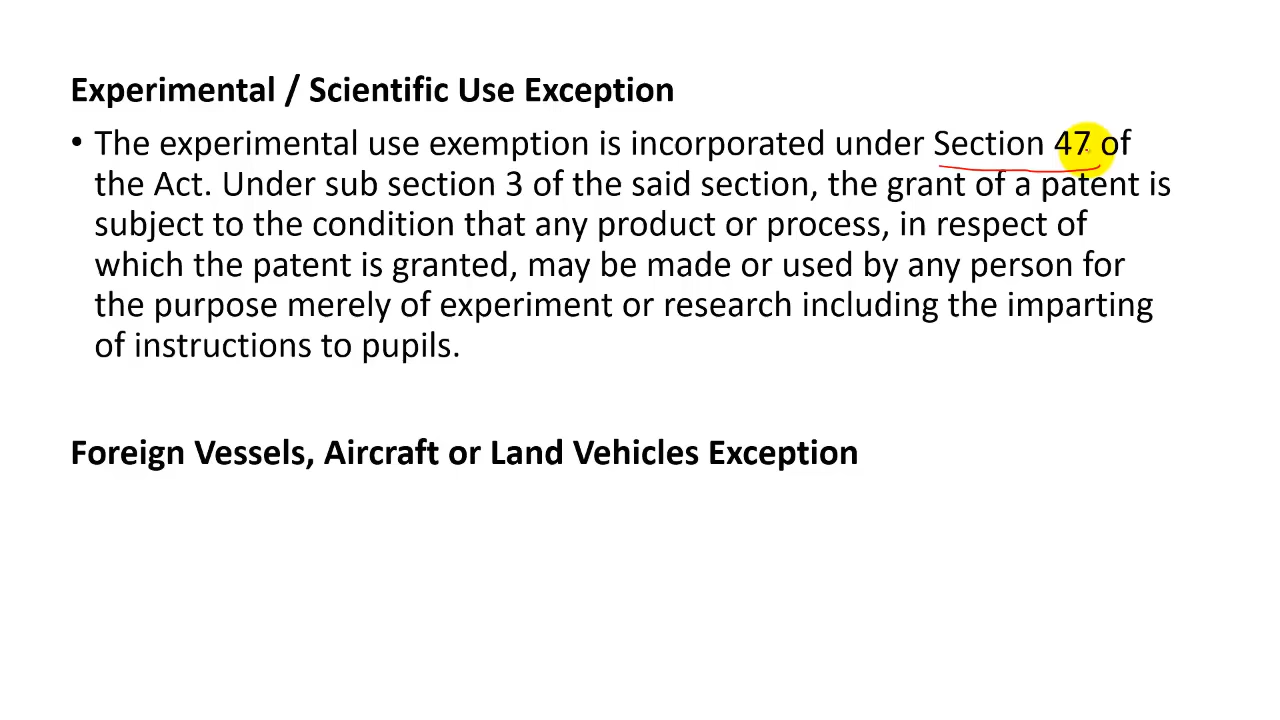 Experimental / Scientific Use Exception
• The experimental use exemption is incorporated under Section 47 of
the Act. Under sub section 3 of the said section, the grant of a patent is
subject to the condition that any product or process, in respect of
which the patent is granted, may be made or used by any person for
the purpose merely of experiment or research including the imparting
of instructions to pupils.
Foreign Vessels, Aircraft or Land Vehicles Exception